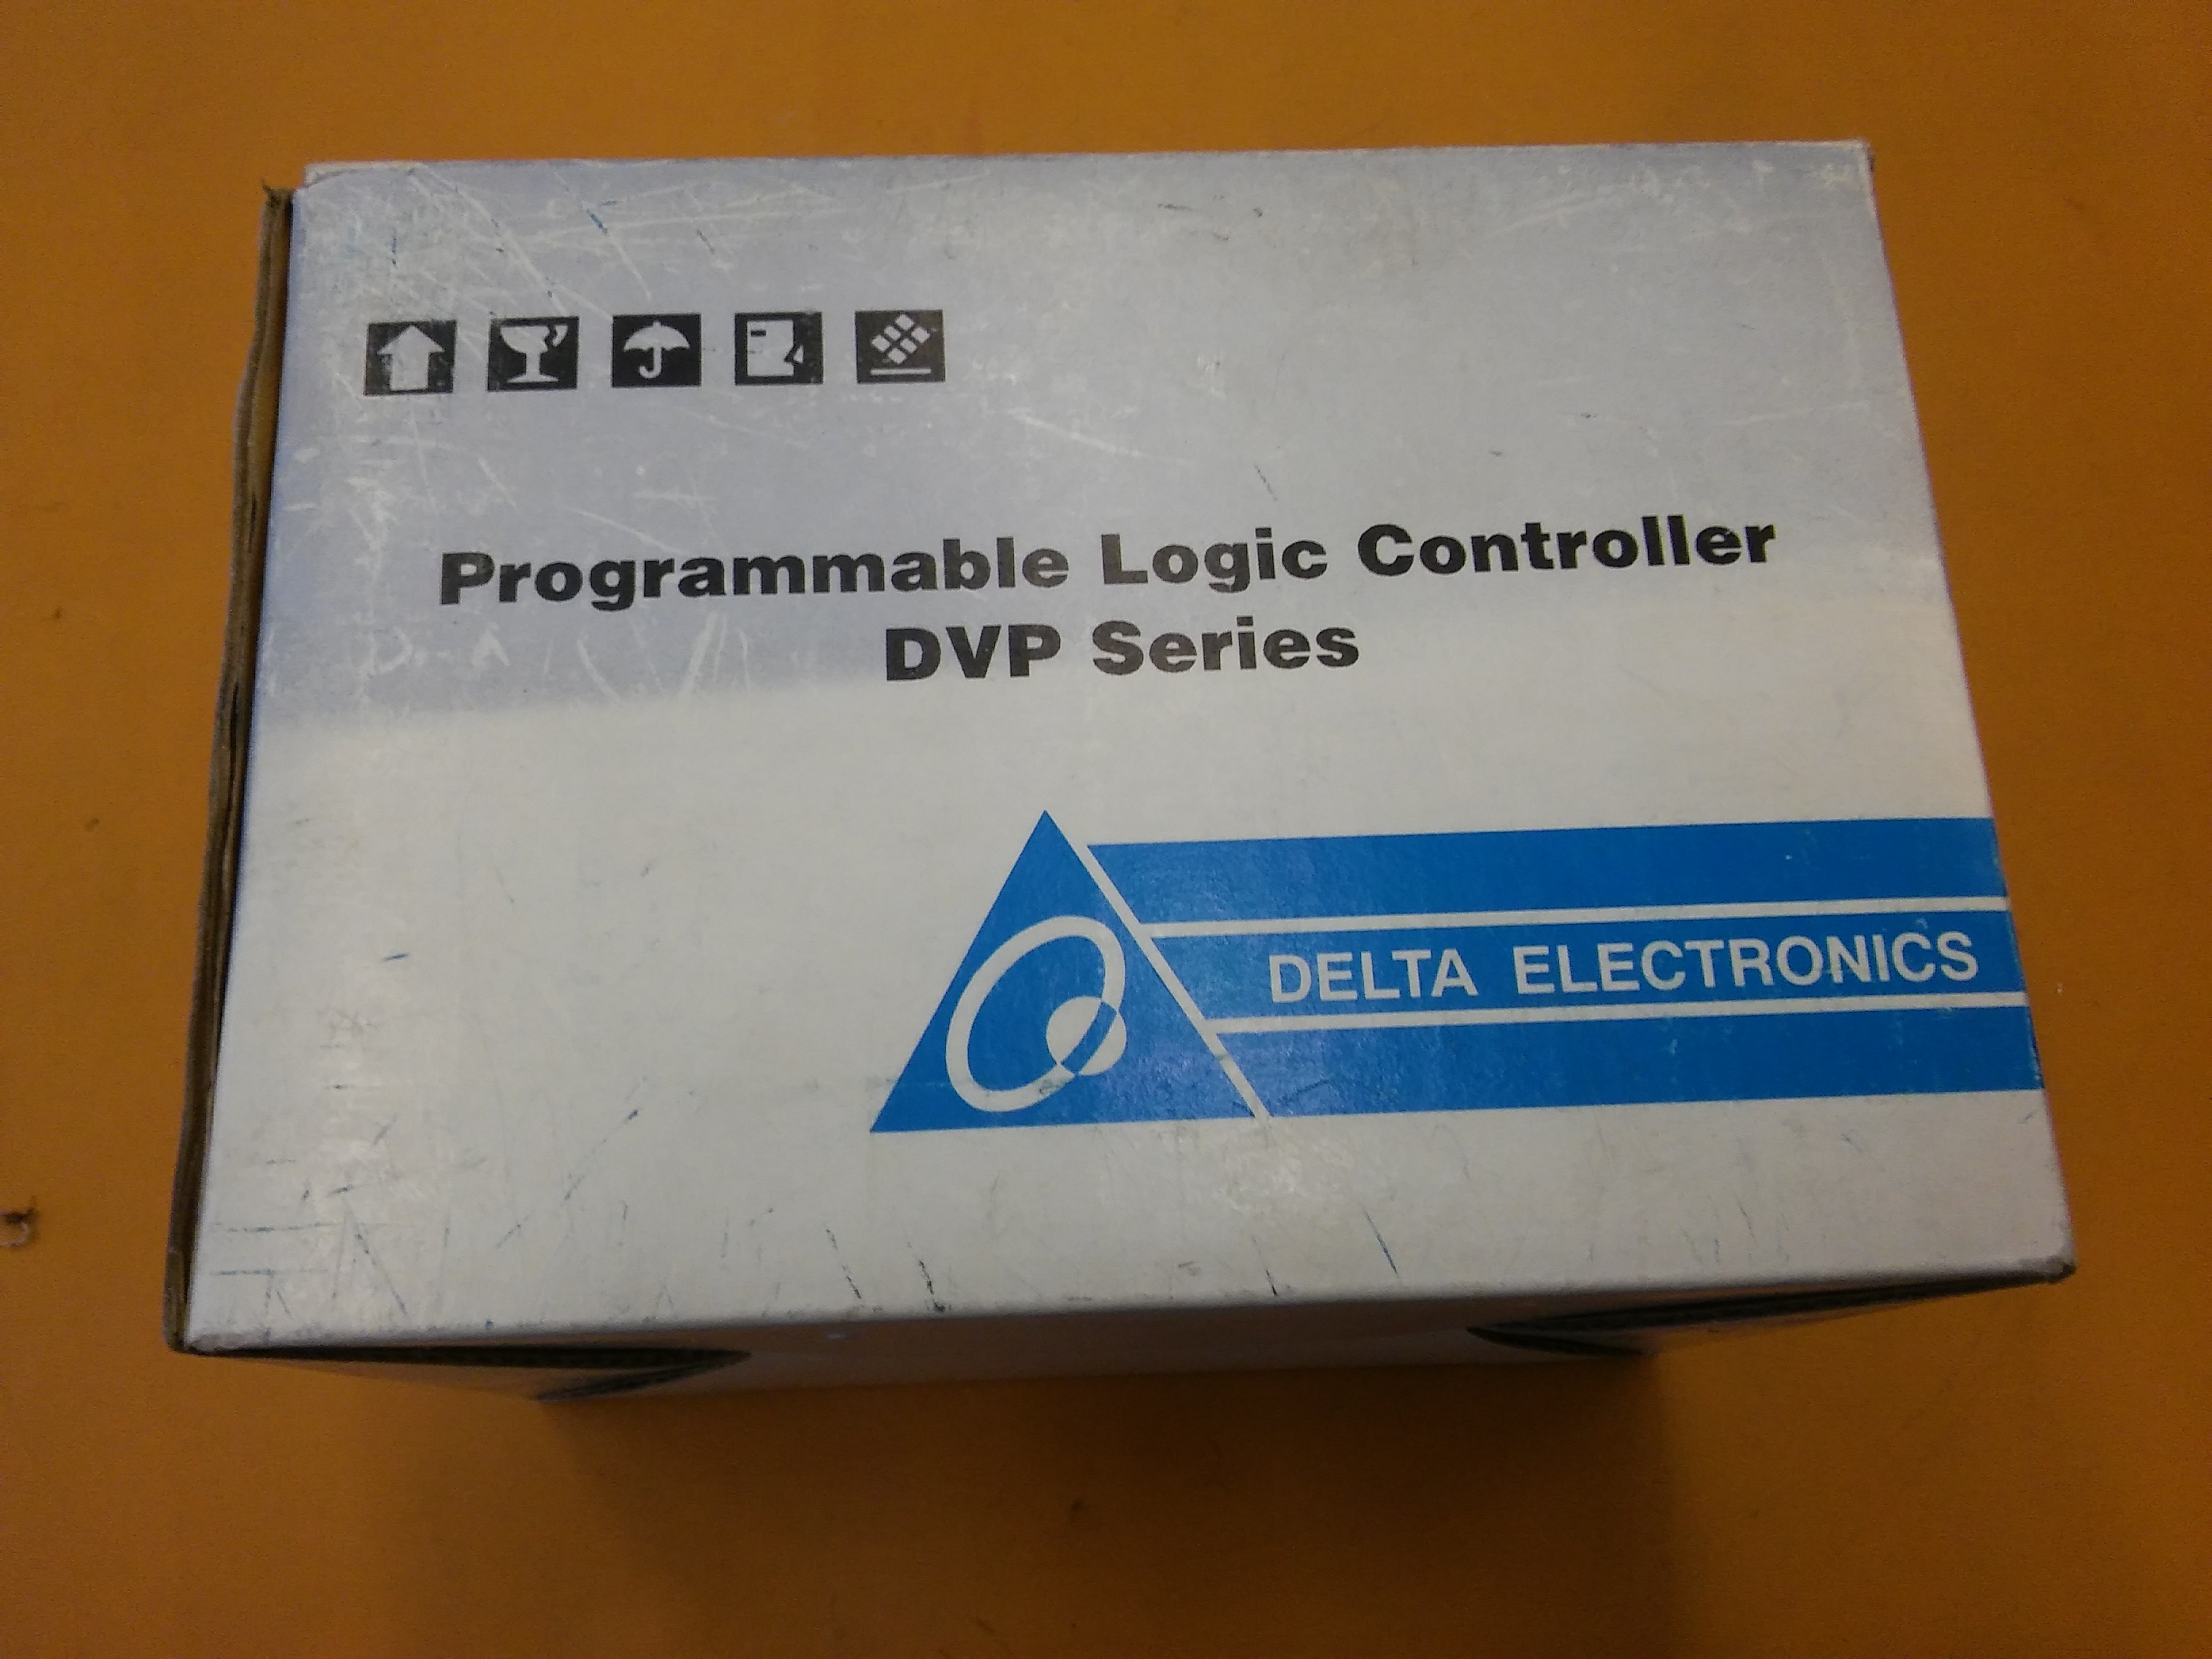 Programmable Logic Controller
DVP Series
DELTA ELECTRONICS